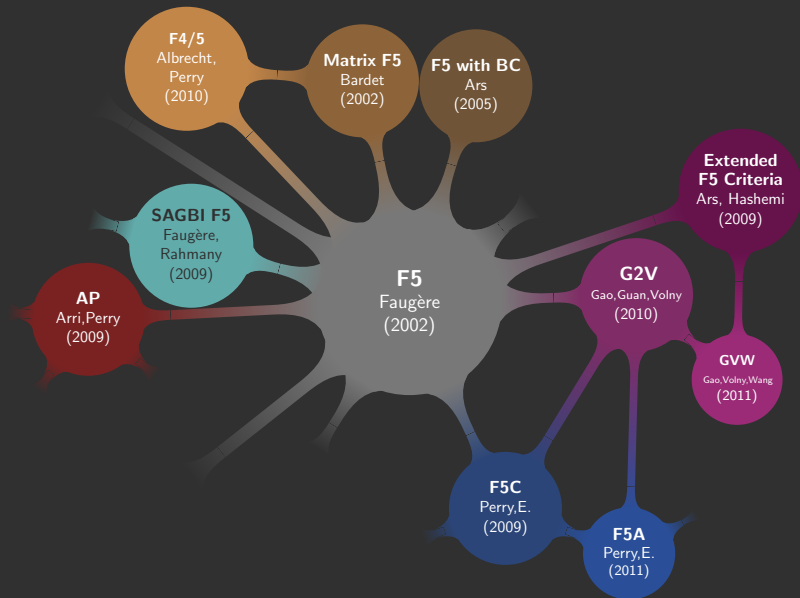 F4/5
Albrecht,
Perry
(2010)
Matrix F5
Bardet
(2002)
F5 with BC
Ars
(2005)
Extended
F5 Criteria
Ars, Hashemi
(2009)
SAGBI F5
Faugère,
Rahmany
(2009)
F5
Faugère
(2002)
G2V
Gao,Guan,Volny
(2010)
AP
Arri,Perry
(2009)
GVW
Gao,Volny,Wang
(2011)
F5C
Perry,E.
(2009)
F5A
Perry,E.
(2011)